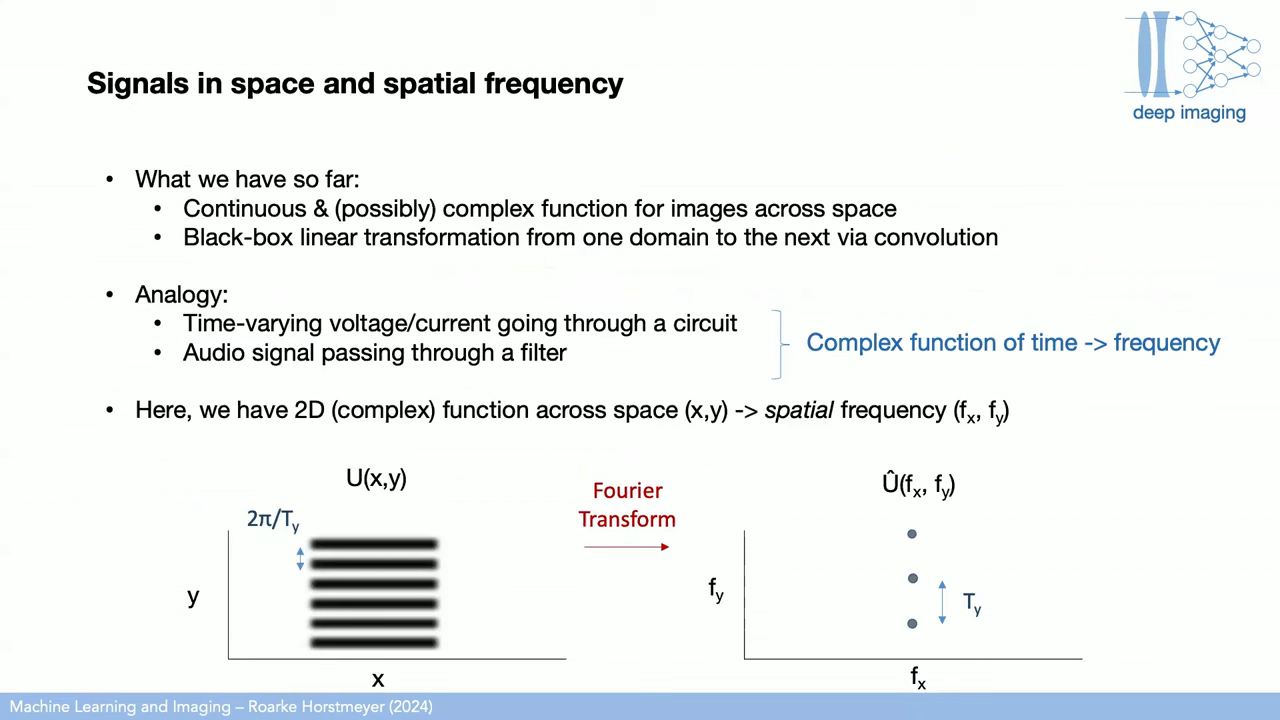 Signals in space and spatial frequency
deep imaging
• What we have so far:
• Continuous & (possibly) complex function for images across space
• Black-box linear transformation from one domain to the next via convolution
• Analogy:
• Time-varying voltage/current going through a circuit
• Audio signal passing through a filter
Complex function of time -> frequency
• Here, we have 2D (complex) function across space (x,y) -> spatial frequency (fx, fy)
U(x,y)
2π/Ty
y
x
Fourier
Transform
Û(fx, fy)
fy
Ty
fx
Machine Learning and Imaging – Roarke Horstmeyer (2024)